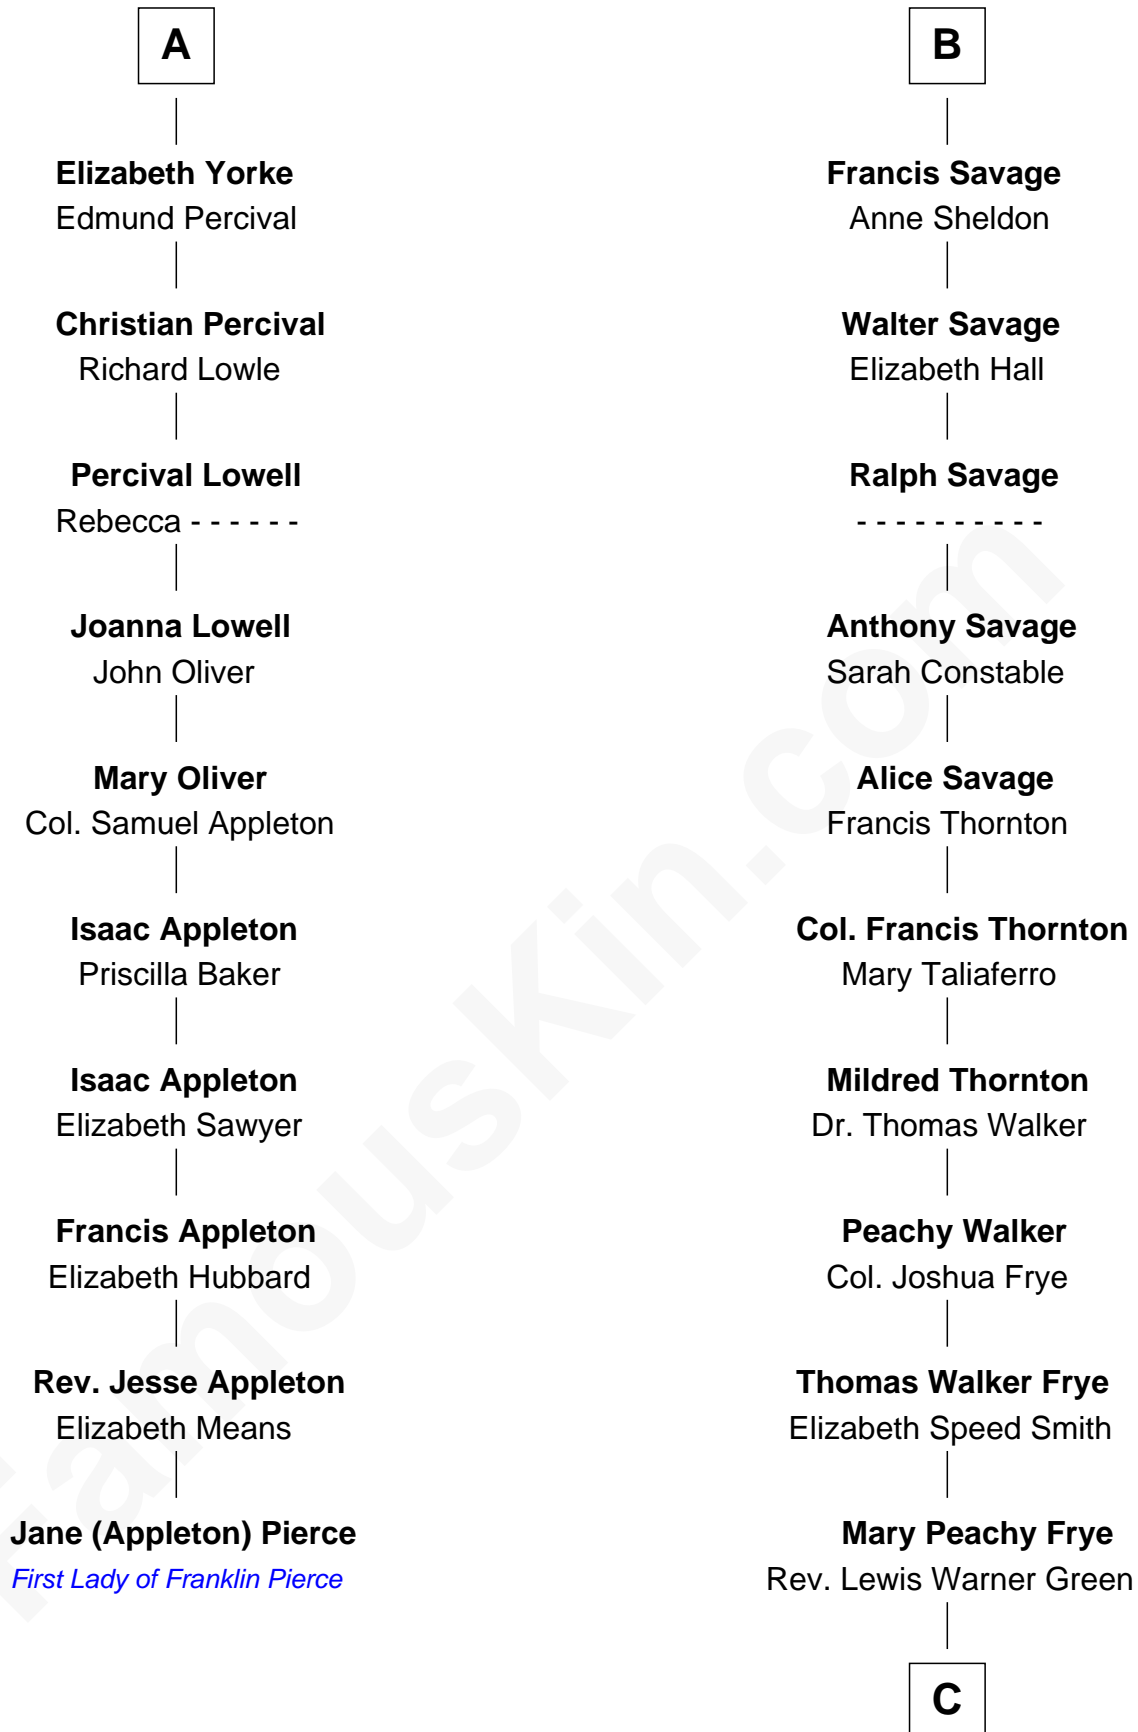 A
Elizabeth Yorke
Edmund Percival
Christian Percival
Richard Lowle
Percival Lowell
Rebecca - - - - - -
Joanna Lowell
John Oliver
Mary Oliver
Col. Samuel Appleton
Isaac Appleton
Priscilla Baker
Isaac Appleton
Elizabeth Sawyer
Francis Appleton
Elizabeth Hubbard
Rev. Jesse Appleton
Elizabeth Means
Jane (Appleton) Pierce
First Lady of Franklin Pierce
B
Francis Savage
Anne Sheldon
Walter Savage
Elizabeth Hall
Ralph Savage
- - - - - - - - - -
Anthony Savage
Sarah Constable
Alice Savage
Francis Thornton
Col. Francis Thornton
Mary Taliaferro
Mildred Thornton
Dr. Thomas Walker
Peachy Walker
Col. Joshua Frye
Thomas Walker Frye
Elizabeth Speed Smith
Mary Peachy Frye
Rev. Lewis Warner Green
C
FamousKin.com